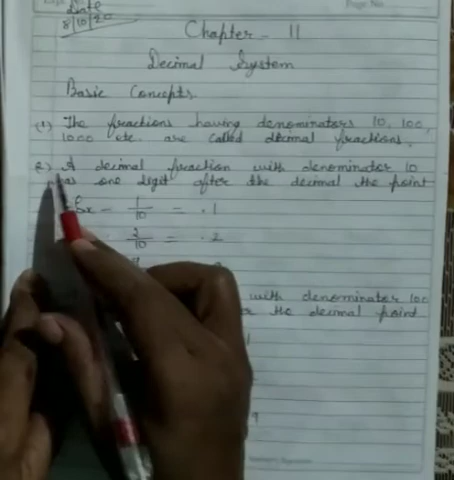 Date
8/10/20
Page No.
Chapter - 11
Decimal System
Basic Concepts
(1) The fractions having denominators 10, 100,
1000 etc. are called decimal fractions.
(2) A decimal fraction with denominator 10
has one digit after the decimal the point
Ex - 1/10 = .1
2/10 = .2
with denominator 100
the decimal point